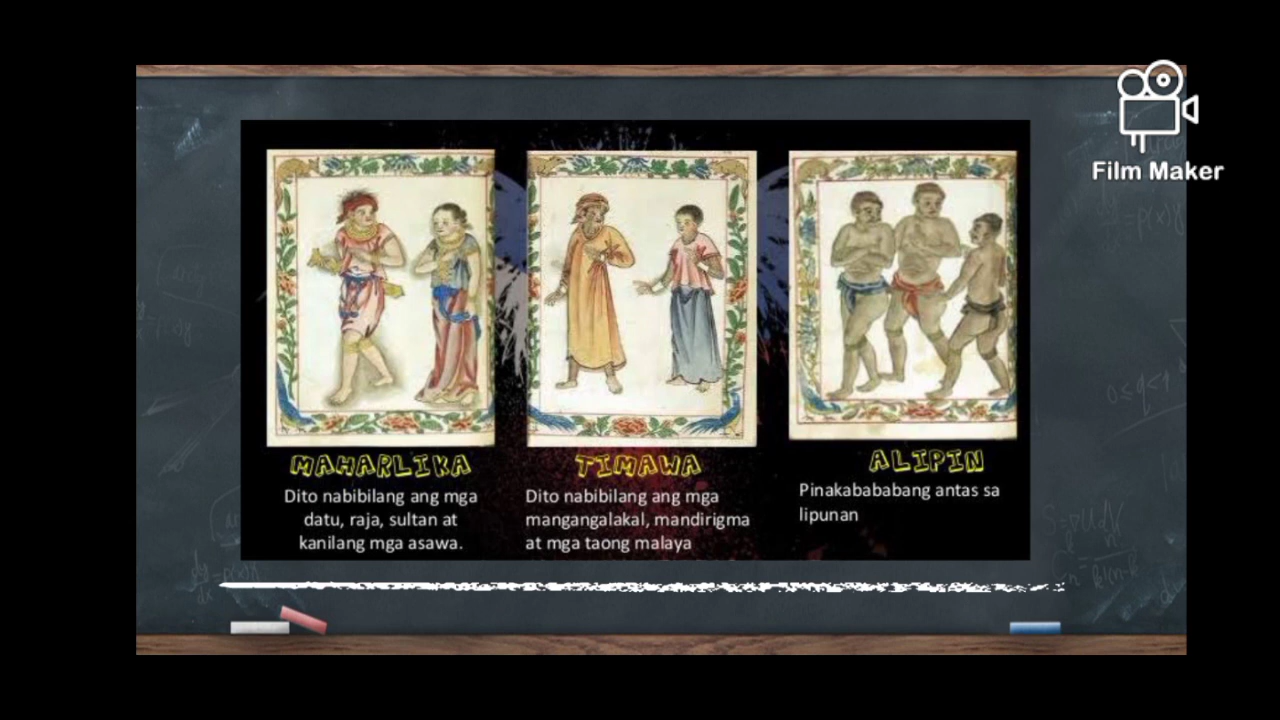 Film Maker
MAHARLIKA
Dito nabibilang ang mga
datu, raja, sultan at
kanilang mga asawa.
TIMAWA
Dito nabibilang ang mga
mangangalakal, mandirigma
at mga taong malaya
ALIPIN
Pinakabababang antas sa
lipunan